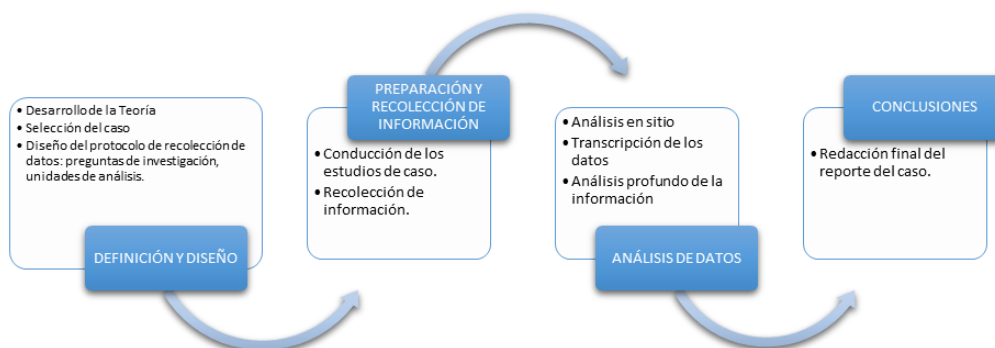 • Desarrollo de la Teoría
• Selección del caso
• Diseño del protocolo de recolección de
datos: preguntas de investigación,
unidades de análisis.
DEFINICIÓN Y DISEÑO
PREPARACIÓN Y
RECOLECCIÓN DE
INFORMACIÓN
• Conducción de los
estudios de caso.
• Recolección de
información.
• Análisis en sitio
• Transcripción de los
datos
• Análisis profundo de la
información
ANÁLISIS DE DATOS
CONCLUSIONES
• Redacción final del
reporte del caso.